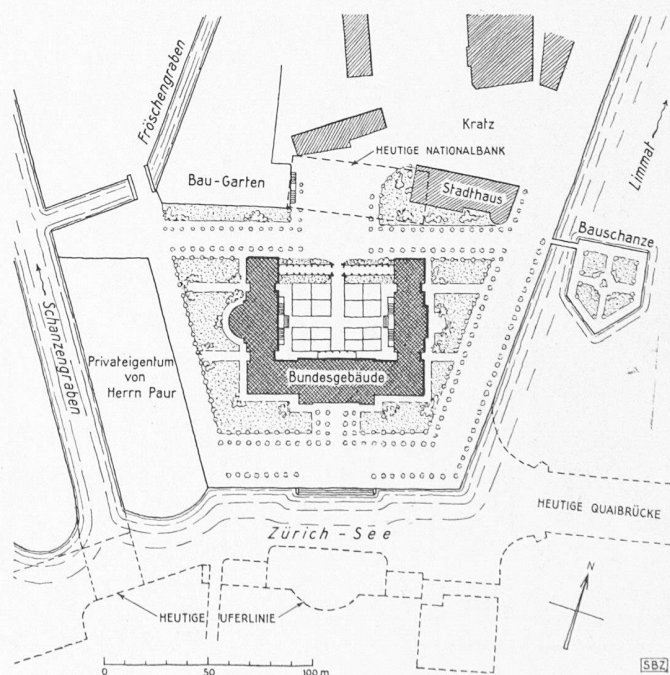 Fröschengraben
Kratz
HEUTIGE NATIONALBANK
Limmat
Bau-Garten
Stadthaus
Bauschanze
Schanzengraben
Privateigentum
von
Herrn Paur
Bundesgebäude
HEUTIGE QUAIBRÜCKE
Zürich-See
N
HEUTIGE UFERLINIE
0 50 100 m
SBZ